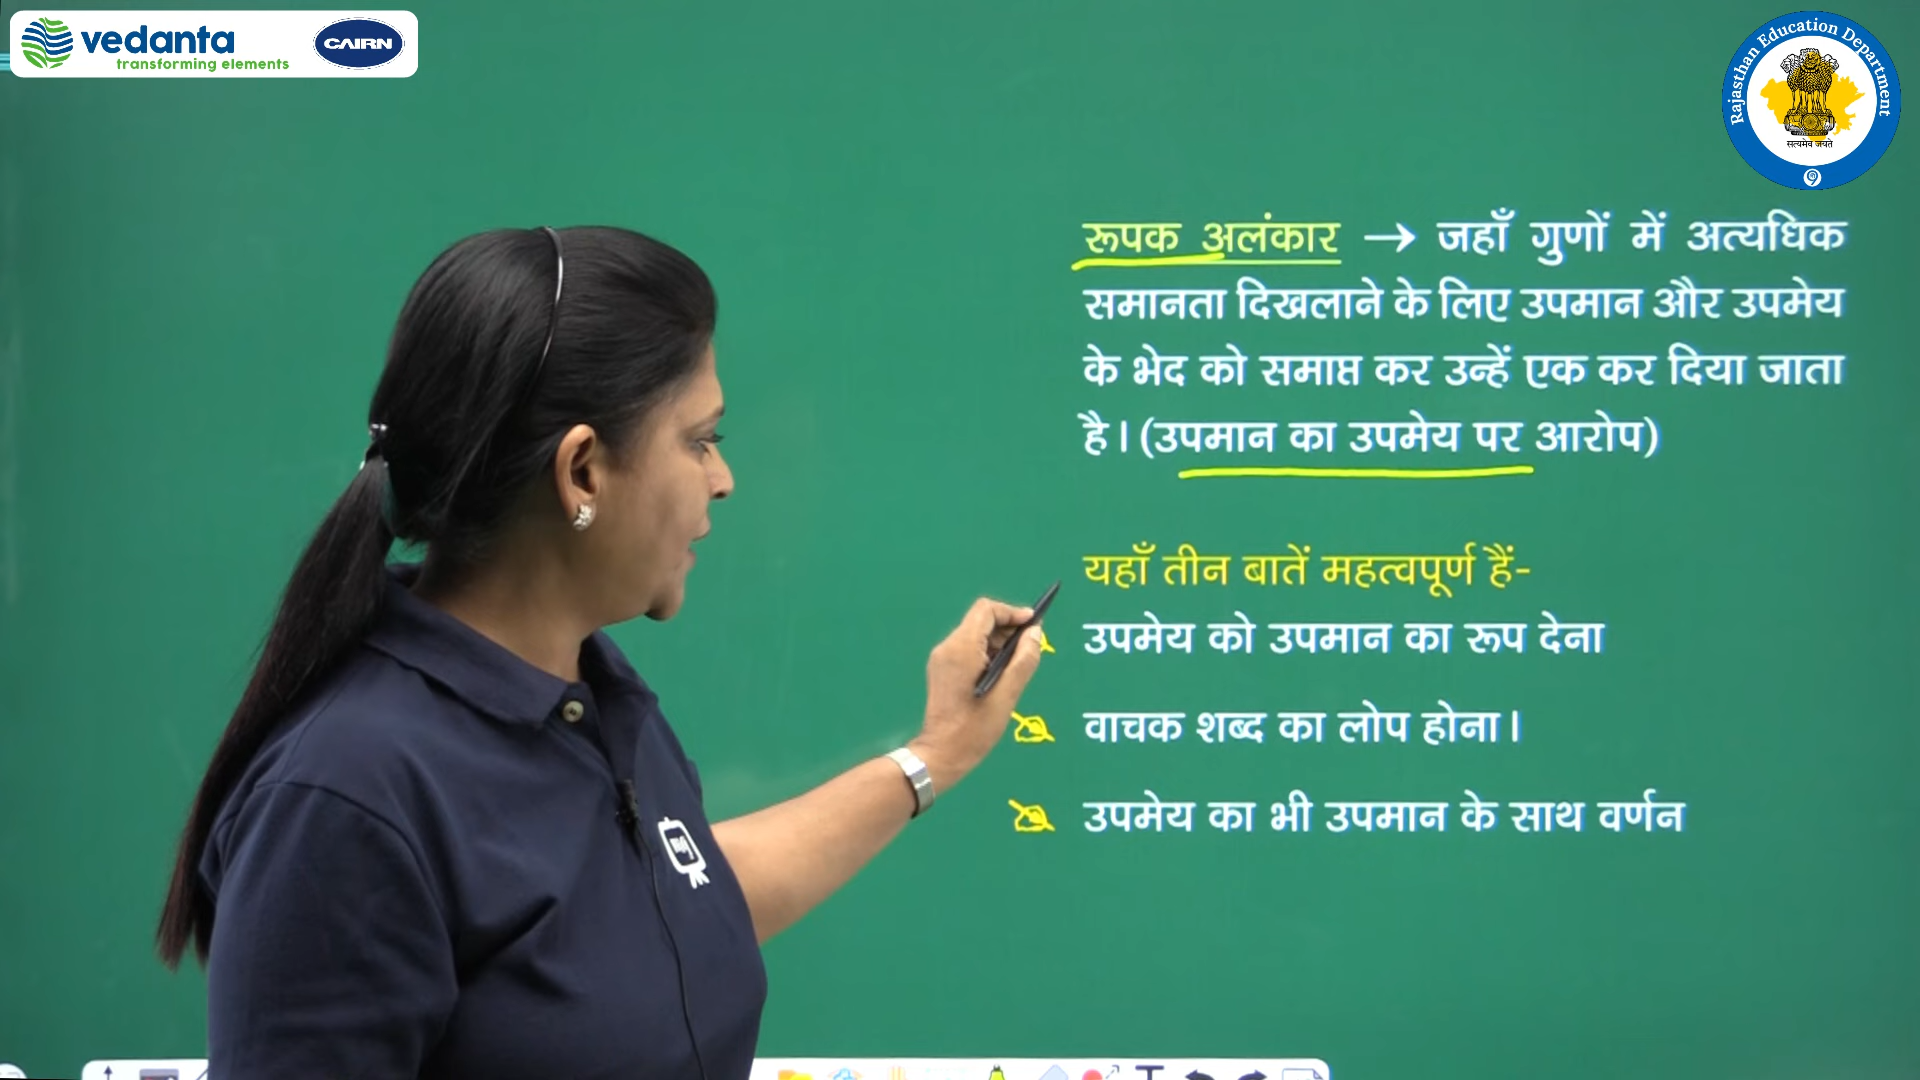 vedanta
transforming elements
CAIRN
Rajasthan Education Department
सत्यमेव जयते
रूपक अलंकार → जहाँ गुणों में अत्यधिक
समानता दिखलाने के लिए उपमान और उपमेय
के भेद को समाप्त कर उन्हें एक कर दिया जाता
है। (उपमान का उपमेय पर आरोप)
यहाँ तीन बातें महत्वपूर्ण हैं-
उपमेय को उपमान का रूप देना
वाचक शब्द का लोप होना।
उपमेय का भी उपमान के साथ वर्णन